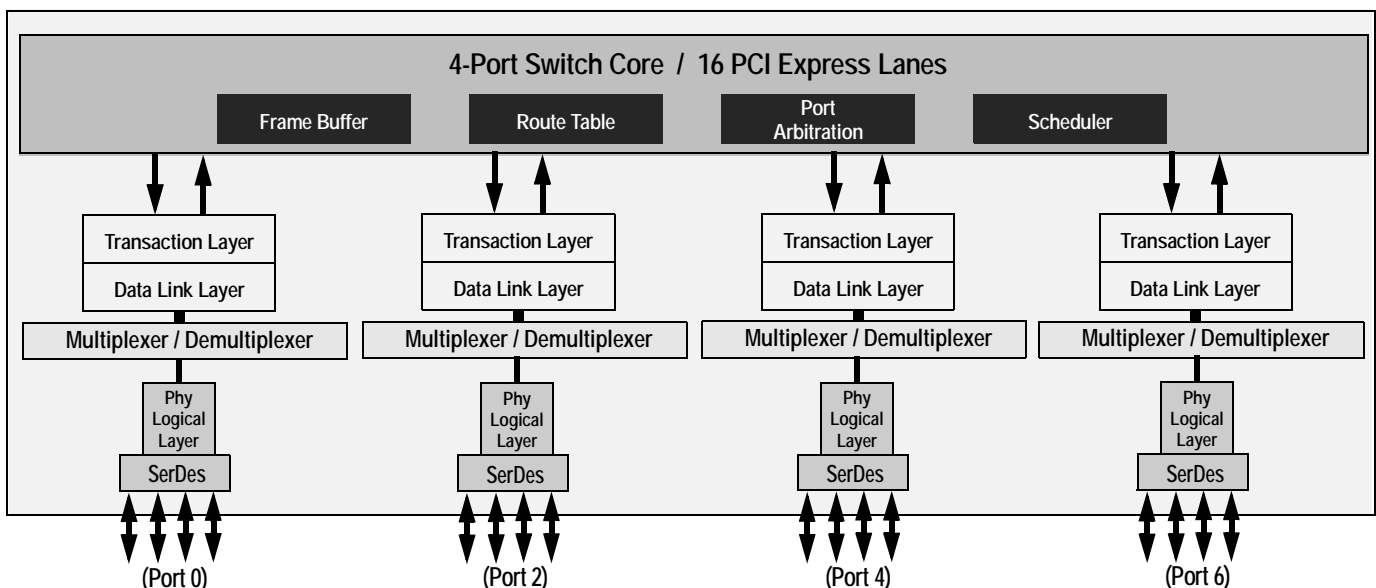 4-Port Switch Core / 16 PCI Express Lanes
Frame Buffer
Route Table
Port
Arbitration
Scheduler
Transaction Layer
Transaction Layer
Transaction Layer
Transaction Layer
Data Link Layer
Data Link Layer
Data Link Layer
Data Link Layer
Multiplexer / Demultiplexer
Multiplexer / Demultiplexer
Multiplexer / Demultiplexer
Multiplexer / Demultiplexer
Phy
Logical
Layer
Phy
Logical
Layer
Phy
Logical
Layer
Phy
Logical
Layer
SerDes
SerDes
SerDes
SerDes
(Port 0)
(Port 2)
(Port 4)
(Port 6)